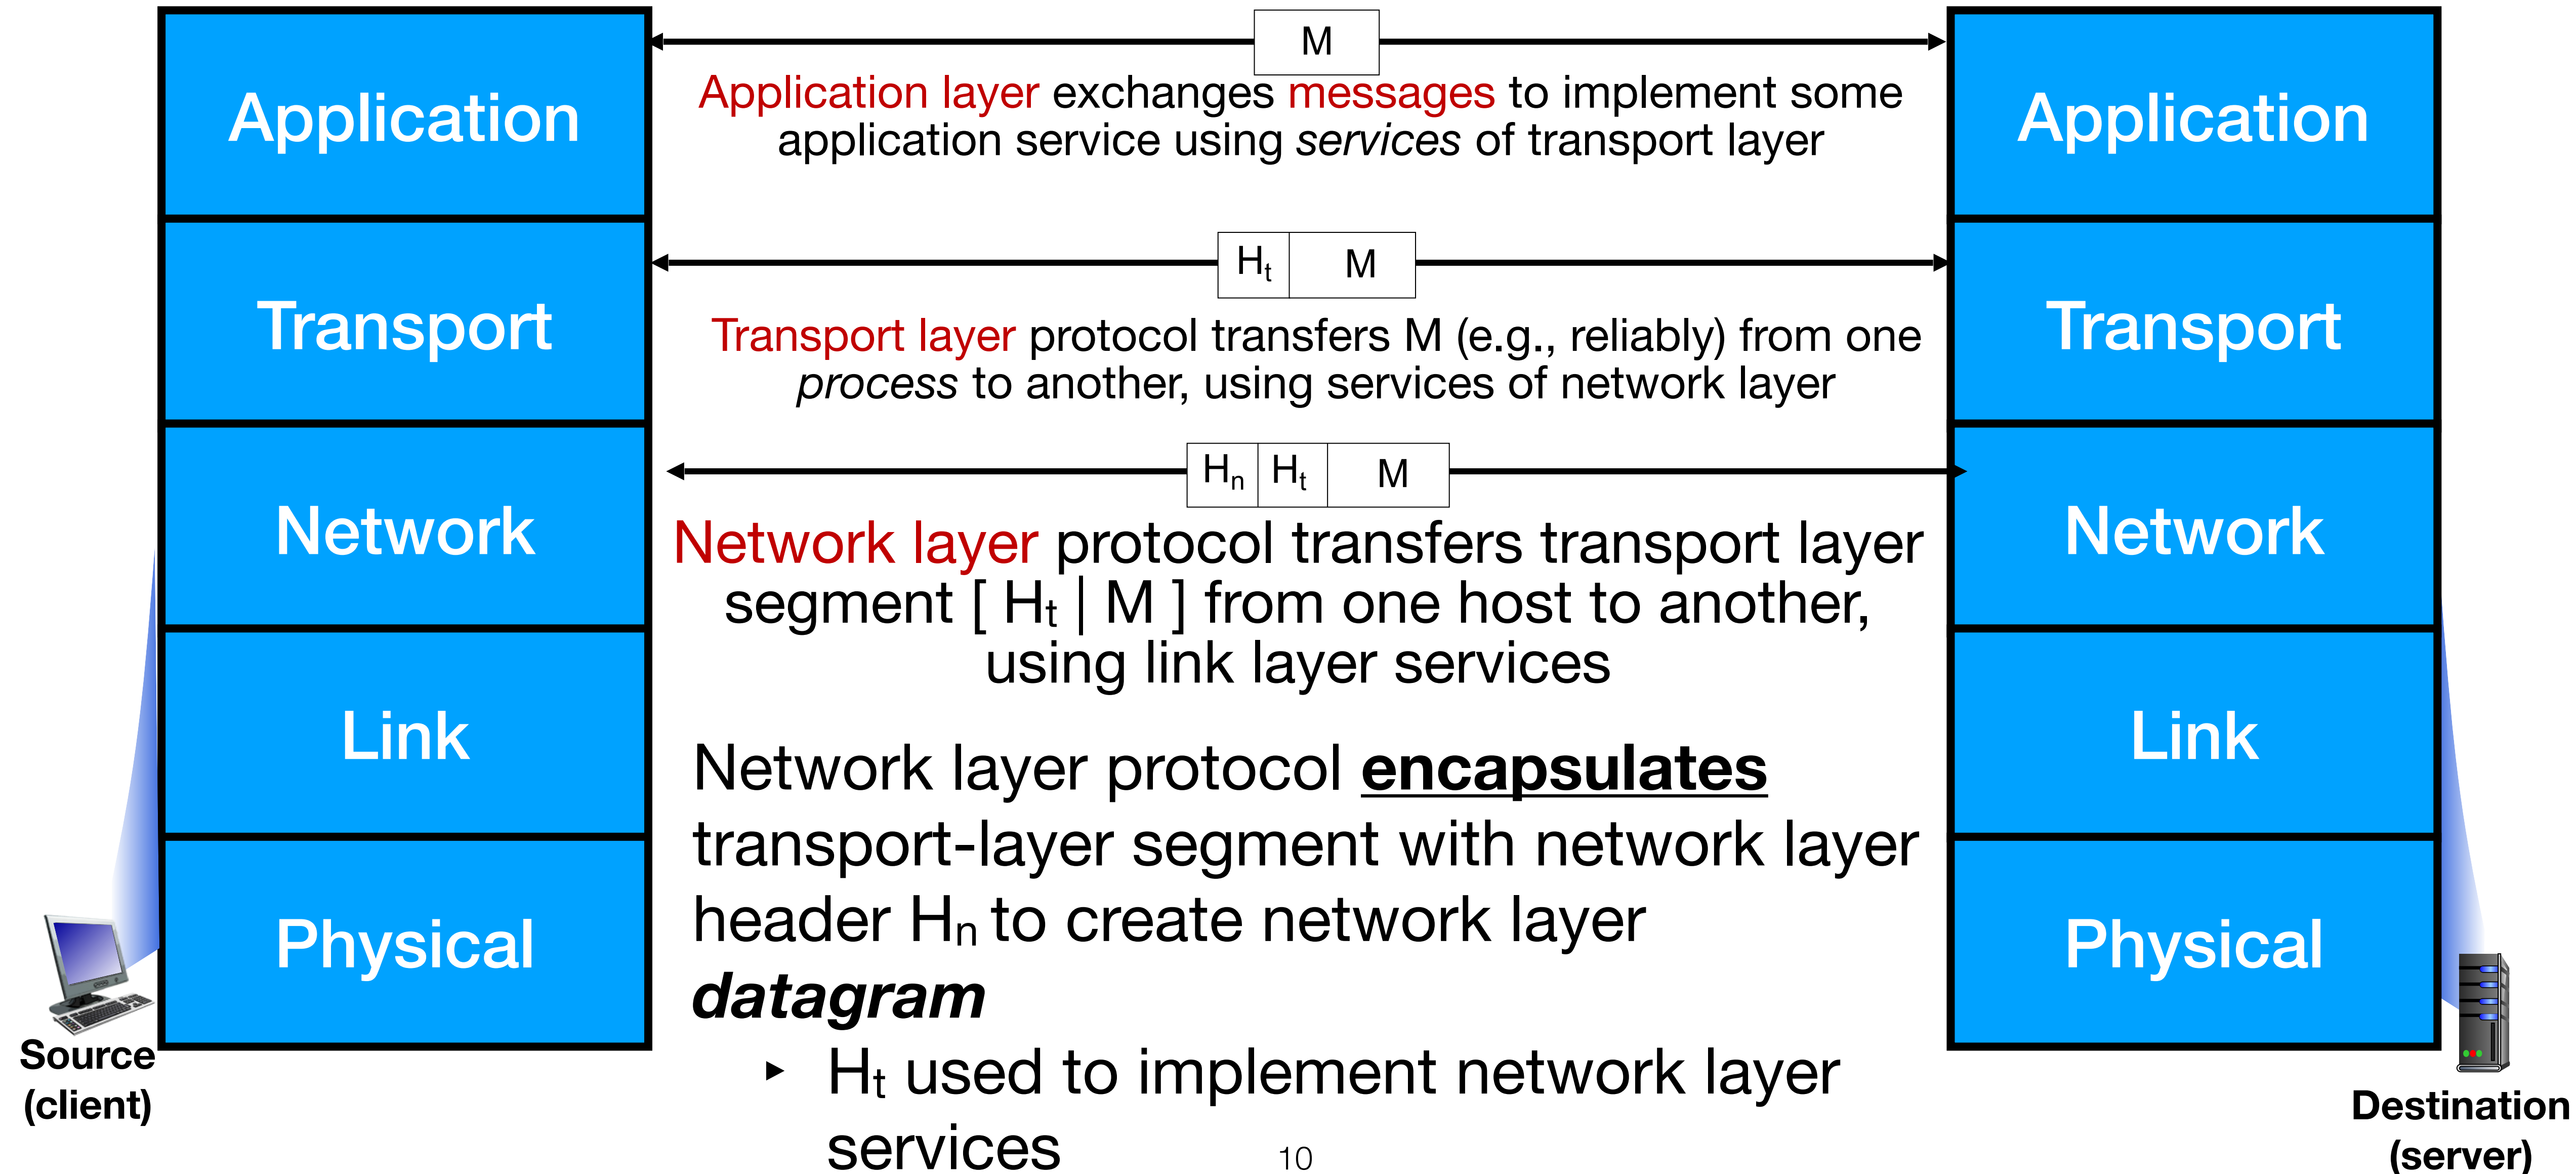 Application
Transport
Network
Link
Physical
Source
(client)
M
Application layer exchanges messages to implement some
application service using services of transport layer
Hₜ M
Transport layer protocol transfers M (e.g., reliably) from one
process to another, using services of network layer
Hₙ Hₜ M
Network layer protocol transfers transport layer
segment [ Hₜ | M ] from one host to another,
using link layer services
Network layer protocol encapsulates
transport-layer segment with network layer
header Hₙ to create network layer
datagram
‣ Hₜ used to implement network layer
services
10
Application
Transport
Network
Link
Physical
Destination
(server)